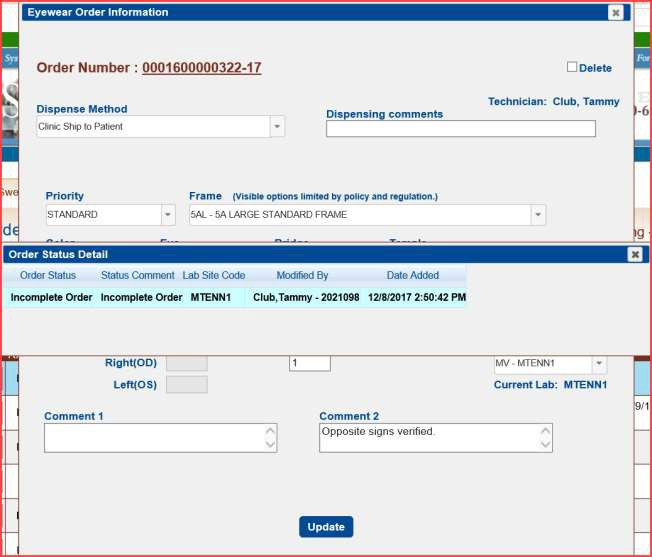 Eyewear Order Information
Order Number : 0001600000322-17
Delete
Technician: Club, Tammy
Dispense Method
Dispensing comments
Clinic Ship to Patient
Priority
Frame (Visible options limited by policy and regulation.)
STANDARD
5AL - 5A LARGE STANDARD FRAME
Order Status Detail
Order Status Status Comment Lab Site Code Modified By Date Added
Incomplete Order Incomplete Order MTENN1 Club,Tammy - 2021098 12/8/2017 2:50:42 PM
Right(OD)
1
MV - MTENN1
Left(OS)
Current Lab: MTENN1
Comment 1
Comment 2
Opposite signs verified.
Update